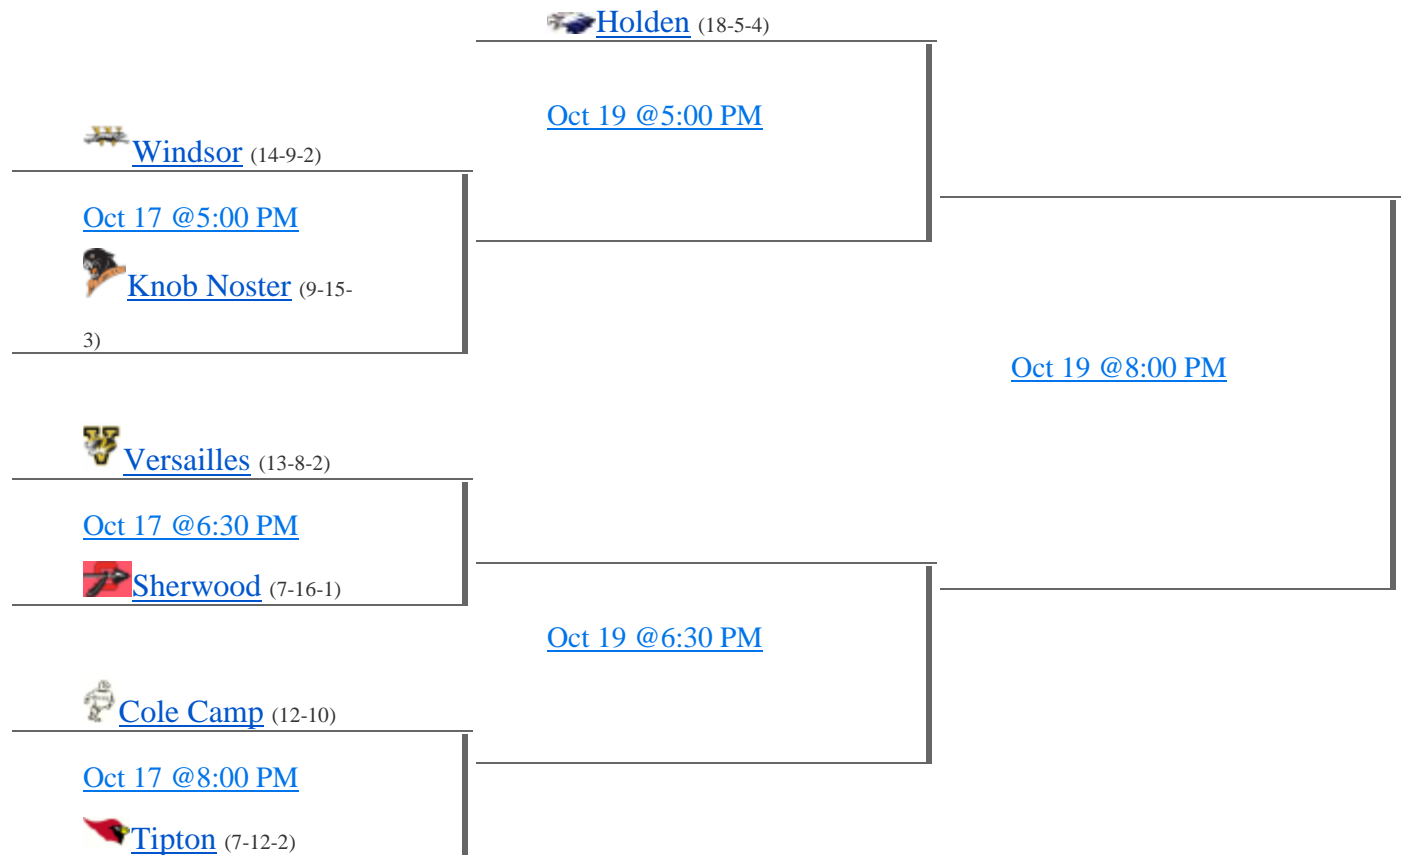 Holden (18-5-4)
Oct 19 @5:00 PM
Windsor (14-9-2)
Oct 17 @5:00 PM
Knob Noster (9-15-
3)
Oct 19 @8:00 PM
Versailles (13-8-2)
Oct 17 @6:30 PM
Sherwood (7-16-1)
Oct 19 @6:30 PM
Cole Camp (12-10)
Oct 17 @8:00 PM
Tipton (7-12-2)